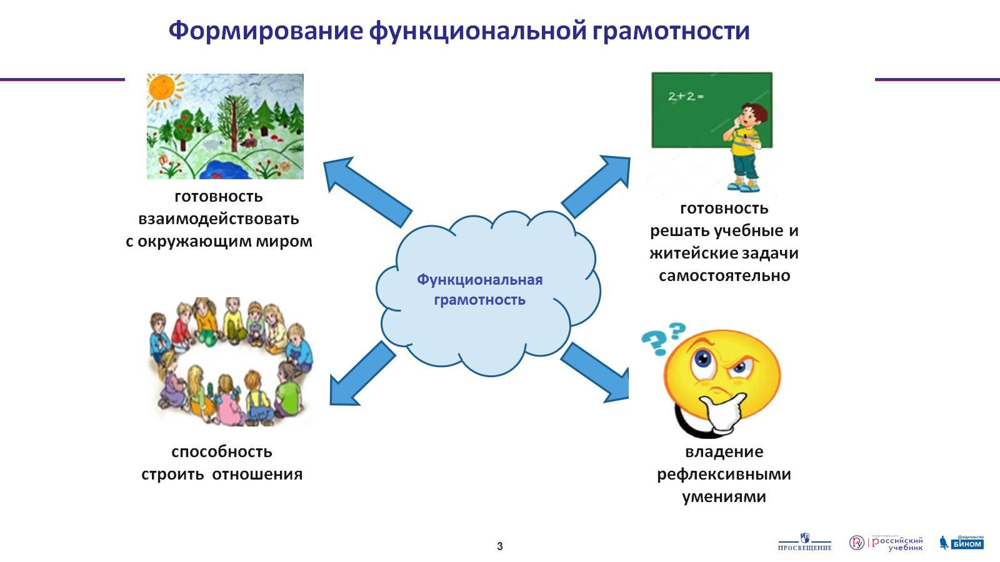 Формирование функциональной грамотности
2+2=
готовность
взаимодействовать
с окружающим миром
готовность
решать учебные и
житейские задачи
самостоятельно
Функциональная
грамотность
способность
строить отношения
владение
рефлексивными
умениями
? ?
3
ПРОСВЕЩЕНИЕ
корпорация
российский
учебник
издательство
БИНОМ